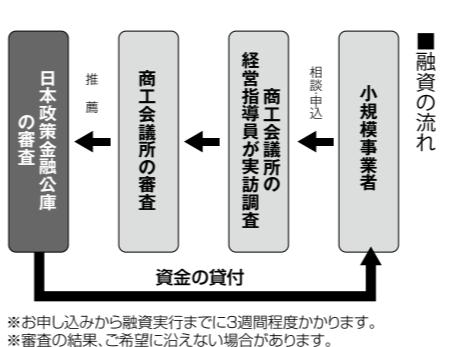 ■融資の流れ
小規模事業者
相談・申込
商工会議所の
経営指導員が実訪調査
商工会議所の審査
推薦
日本政策金融公庫
の審査
資金の貸付
※お申し込みから融資実行までに3週間程度かかります。
※審査の結果、ご希望に沿えない場合があります。